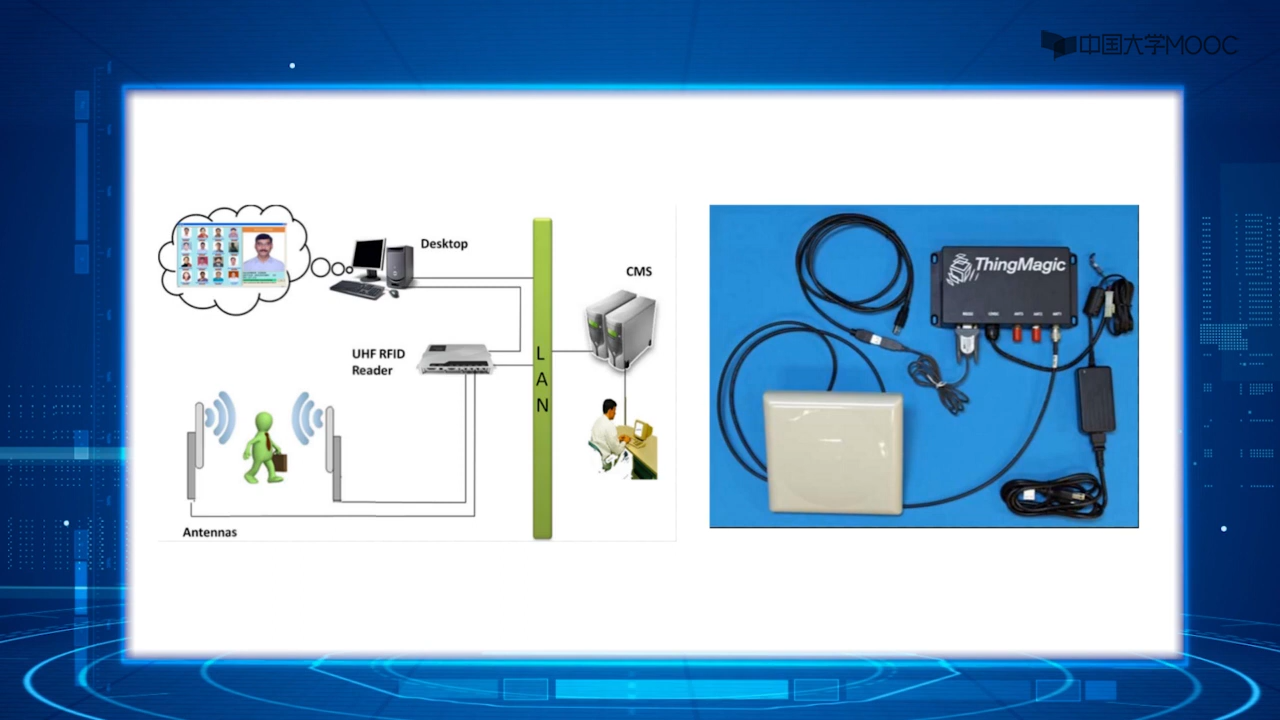 中国大学MOOC
Desktop
CMS
UHF RFID
Reader
L
A
N
Antennas
ThingMagic